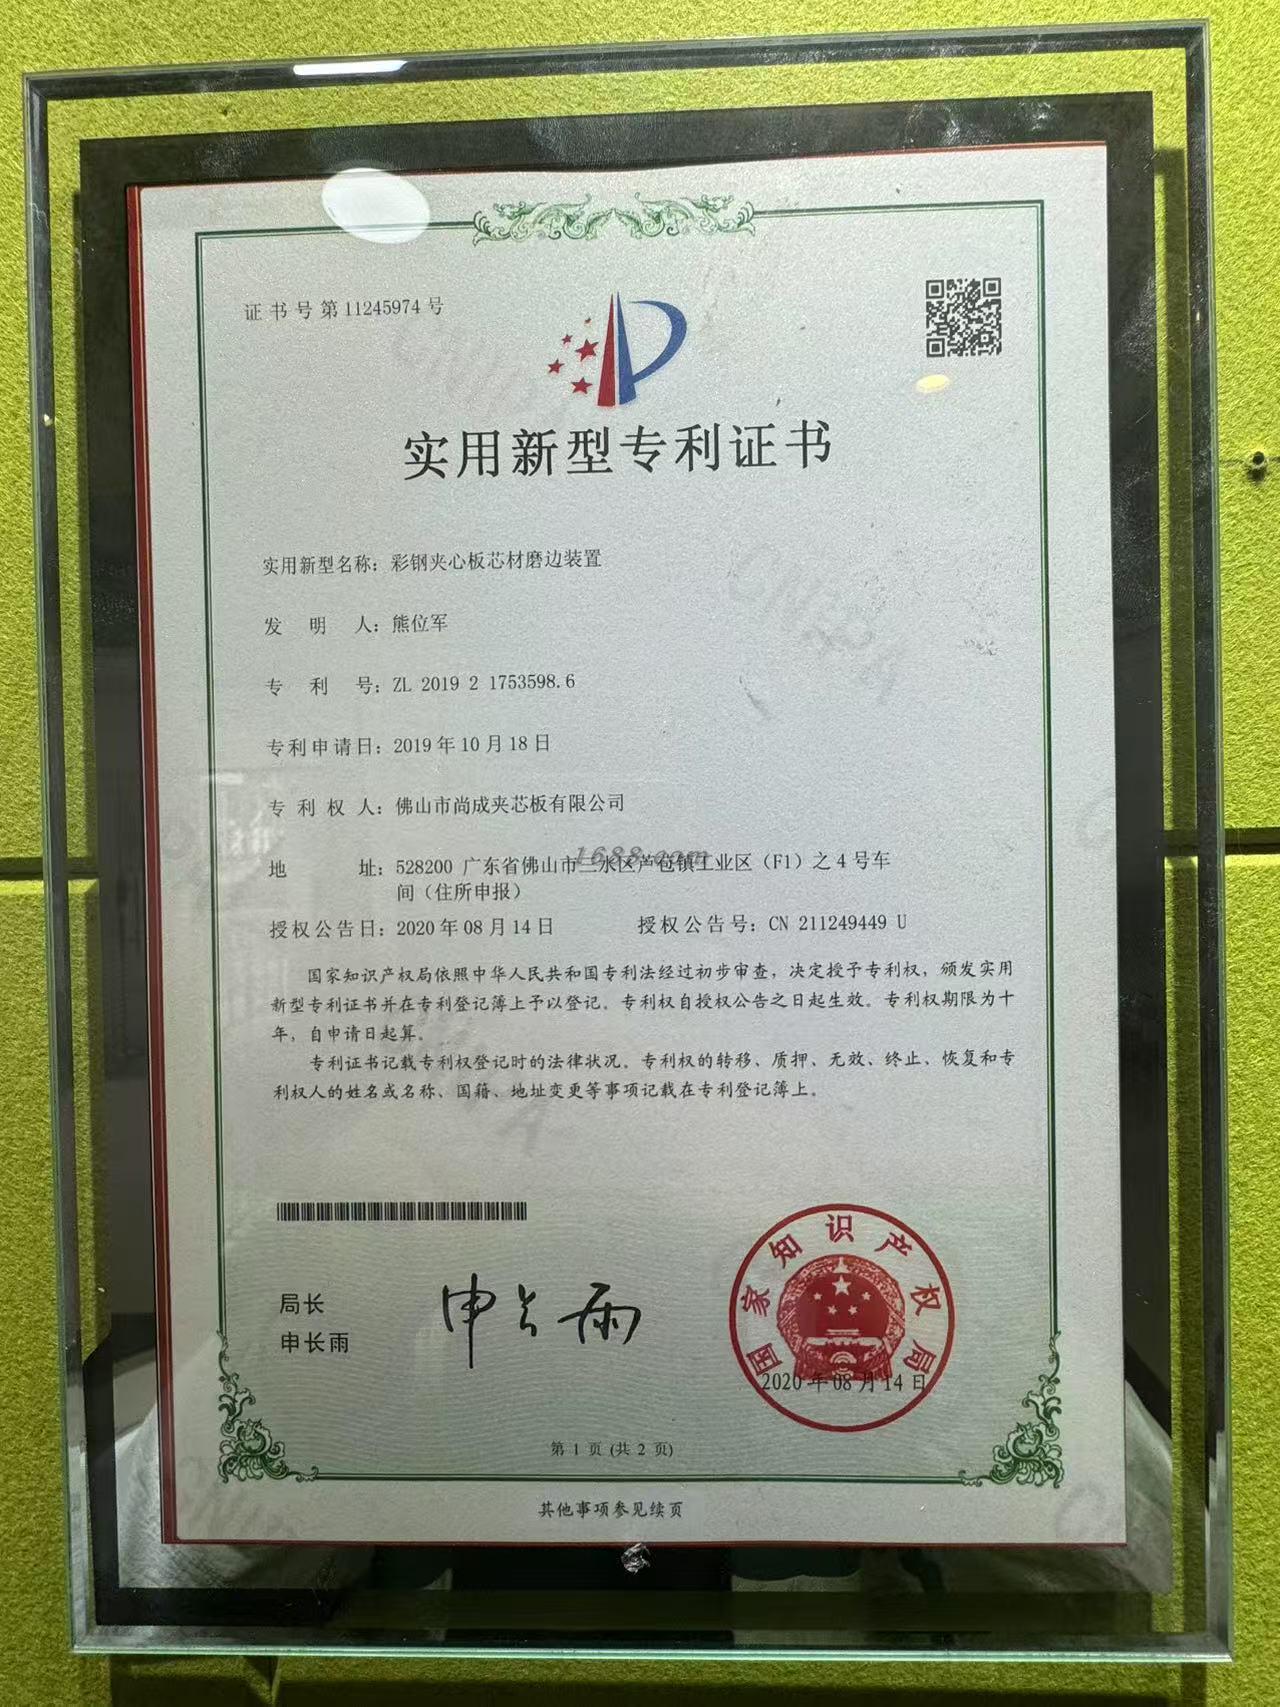 证书号第11245974号
实用新型专利证书
实用新型名称：彩钢夹心板芯材磨边装置
发明人：熊位军
专利号：ZL 2019 2 1753598.6
专利申请日：2019年10月18日
专利权人：佛山市尚成夹芯板有限公司
地址：528200 广东省佛山市三水区芦苞镇工业区（F1）之4号车
间（住所申报）
1688.com
授权公告日：2020年08月14日 授权公告号：CN 211249449 U
国家知识产权局依照中华人民共和国专利法经过初步审查，决定授予专利权，颁发实用
新型专利证书并在专利登记簿上予以登记。专利权自授权公告之日起生效。专利权期限为十
年，自申请日起算。
专利证书记载专利权登记时的法律状况。专利权的转移、质押、无效、终止、恢复和专
利权人的姓名或名称、国籍、地址变更等事项记载在专利登记簿上。
局长
申长雨
申长雨
国家知识产权局
2020年08月14日
第 1 页 (共 2 页)
其他事项参见续页